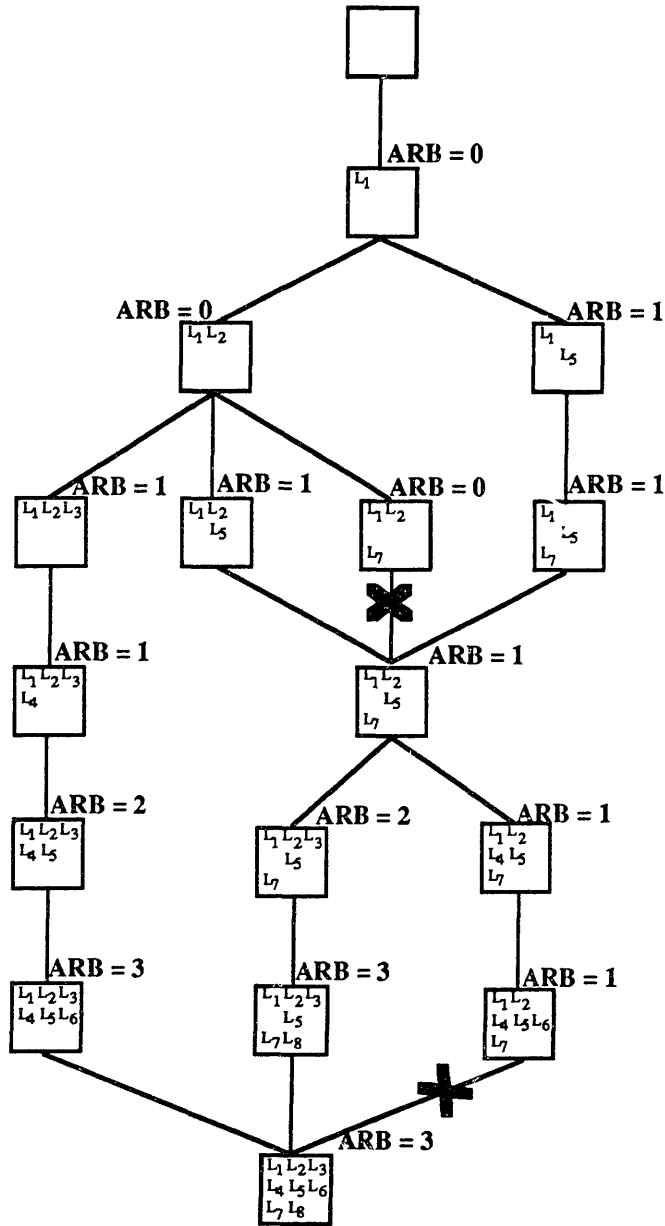 ARB = 0
L1
ARB = 0
ARB = 1
L1 L2
L1
L5
ARB = 1
ARB = 1
ARB = 0
ARB = 1
L1 L2 L3
L1 L2
L5
L1 L2
L7
L1
L5
L7
ARB = 1
ARB = 1
L1 L2 L3
L4
L1 L2
L5
L7
ARB = 2
ARB = 2
ARB = 1
L1 L2 L3
L4 L5
L1 L2 L3
L5
L7
L1 L2
L4 L5
L7
ARB = 3
ARB = 3
ARB = 1
L1 L2 L3
L4 L5 L6
L1 L2 L3
L5
L7 L8
L1 L2
L4 L5 L6
L7
ARB = 3
L1 L2 L3
L4 L5 L6
L7 L8